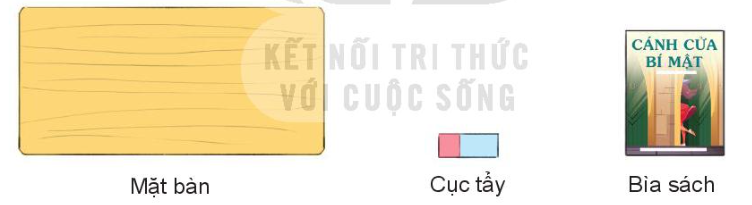 KẾT NỐI TRI THỨC
VỚI CUỘC SỐNG
CÁNH CỬA
BÍ MẬT
Mặt bàn
Cục tẩy
Bìa sách